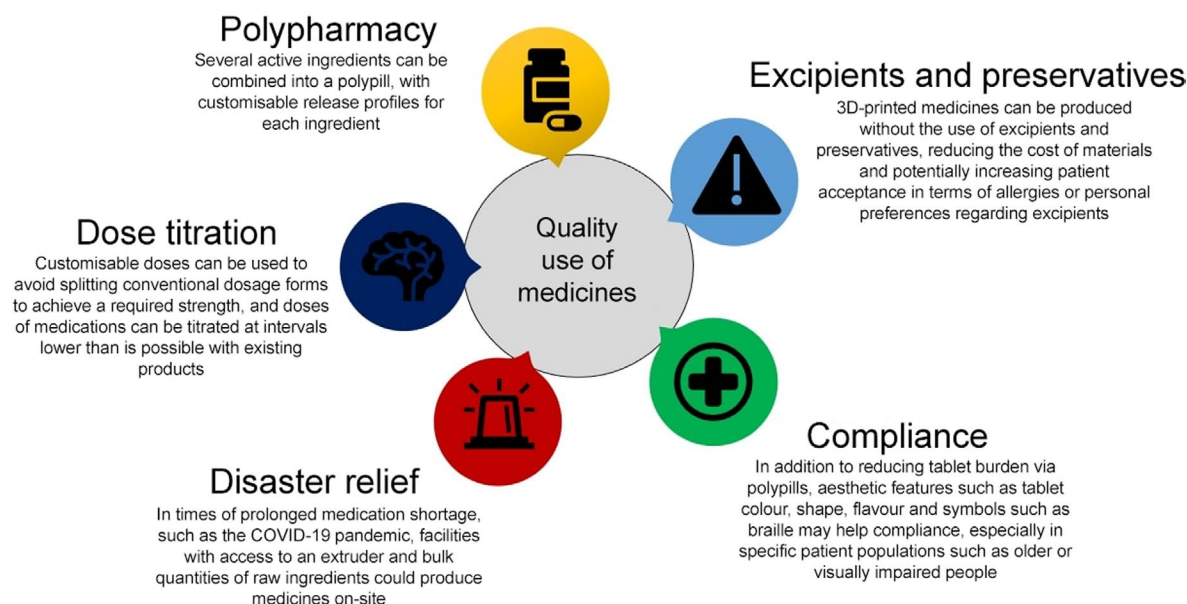 Polypharmacy
Several active ingredients can be
combined into a polypill, with
customisable release profiles for
each ingredient
Excipients and preservatives
3D-printed medicines can be produced
without the use of excipients and
preservatives, reducing the cost of materials
and potentially increasing patient
acceptance in terms of allergies or personal
preferences regarding excipients
Quality
use of
medicines
Dose titration
Customisable doses can be used to
avoid splitting conventional dosage forms
to achieve a required strength, and doses
of medications can be titrated at intervals
lower than is possible with existing
products
Compliance
In addition to reducing tablet burden via
polypills, aesthetic features such as tablet
colour, shape, flavour and symbols such as
braille may help compliance, especially in
specific patient populations such as older or
visually impaired people
Disaster relief
In times of prolonged medication shortage,
such as the COVID-19 pandemic, facilities
with access to an extruder and bulk
quantities of raw ingredients could produce
medicines on-site